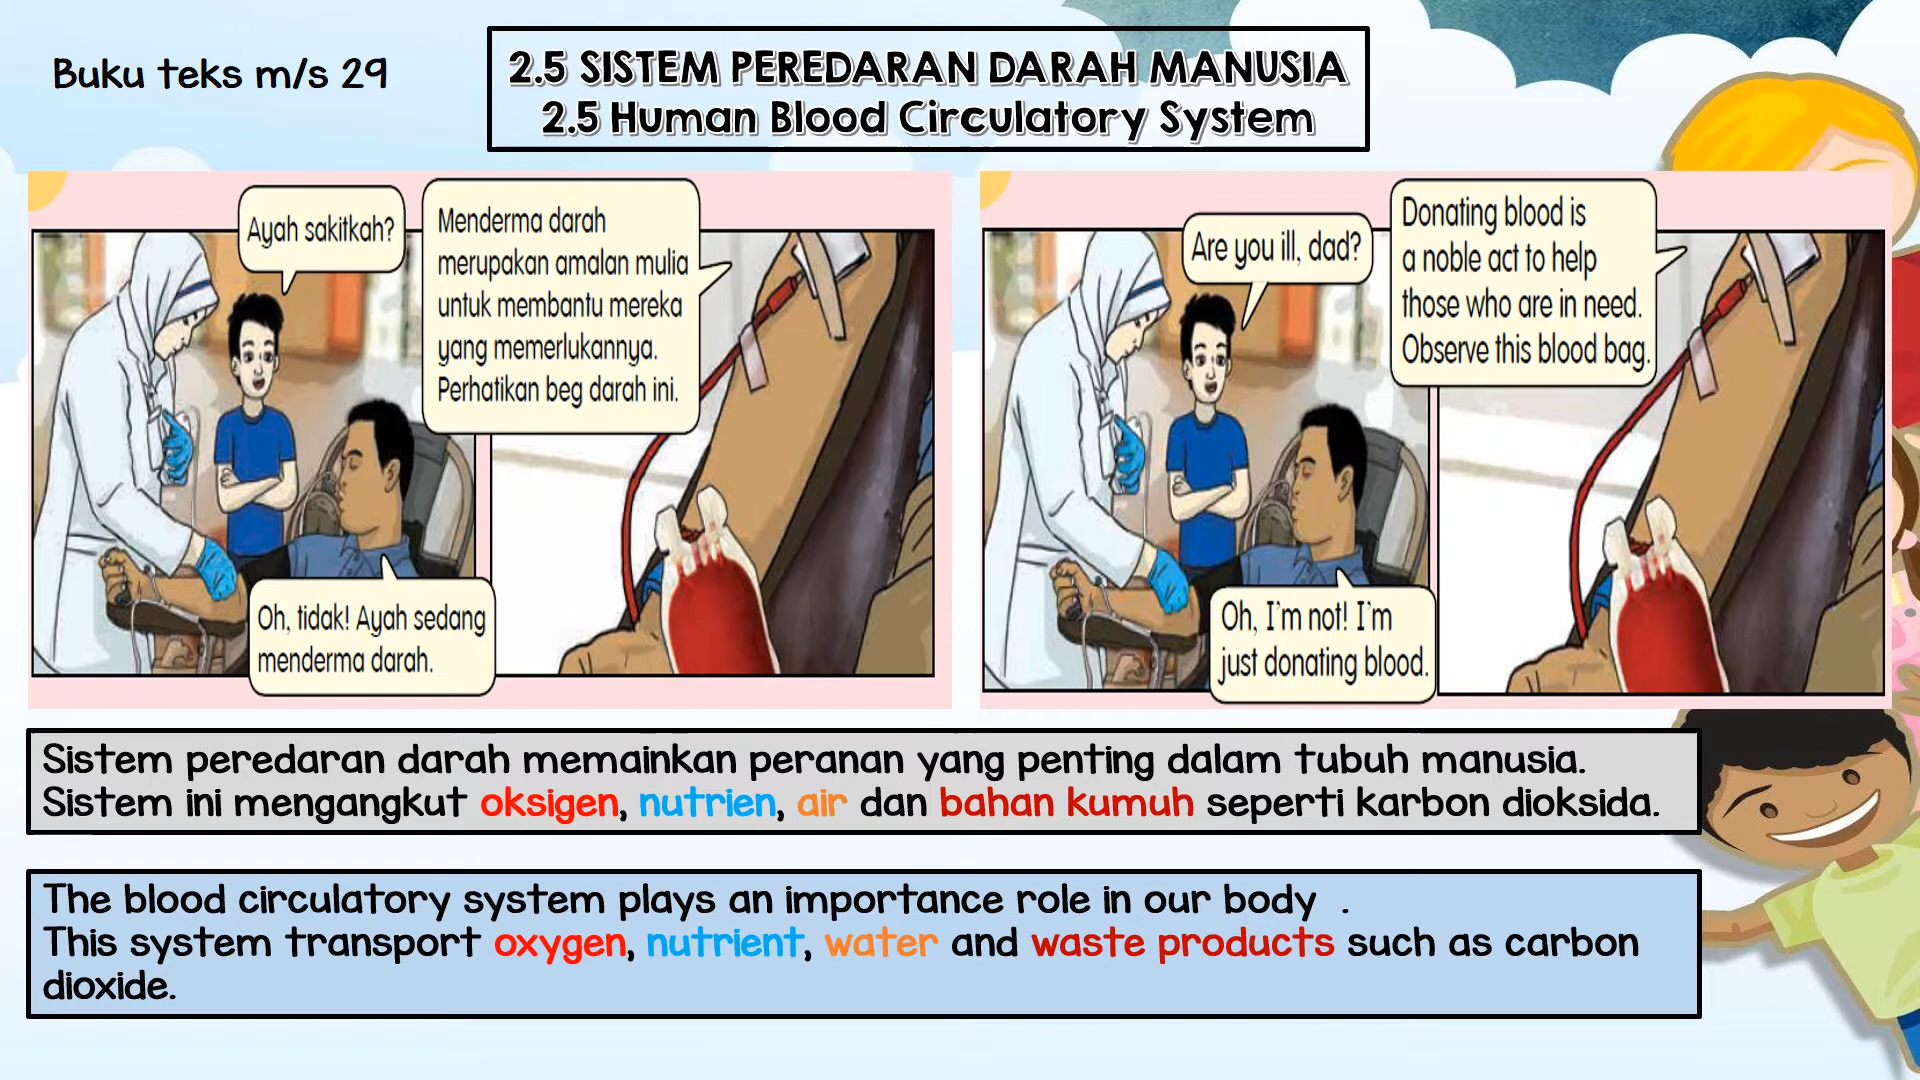 Buku teks m/s 29
2.5 SISTEM PEREDARAN DARAH MANUSIA
2.5 Human Blood Circulatory System
Ayah sakitkah?
Menderma darah
merupakan amalan mulia
untuk membantu mereka
yang memerlukannya.
Perhatikan beg darah ini.
Oh, tidak! Ayah sedang
menderma darah.
Are you ill, dad?
Donating blood is
a noble act to help
those who are in need.
Observe this blood bag.
Oh, I'm not! I'm
just donating blood.
Sistem peredaran darah memainkan peranan yang penting dalam tubuh manusia.
Sistem ini mengangkut oksigen, nutrien, air dan bahan kumuh seperti karbon dioksida.
The blood circulatory system plays an importance role in our body .
This system transport oxygen, nutrient, water and waste products such as carbon
dioxide.